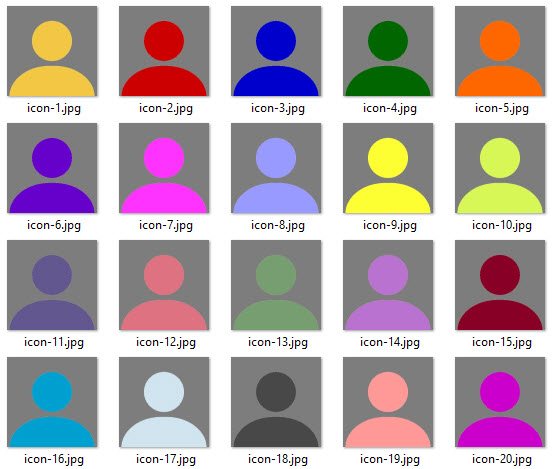 icon-1.jpg icon-2.jpg icon-3.jpg icon-4.jpg icon-5.jpg
icon-6.jpg icon-7.jpg icon-8.jpg icon-9.jpg icon-10.jpg
icon-11.jpg icon-12.jpg icon-13.jpg icon-14.jpg icon-15.jpg
icon-16.jpg icon-17.jpg icon-18.jpg icon-19.jpg icon-20.jpg